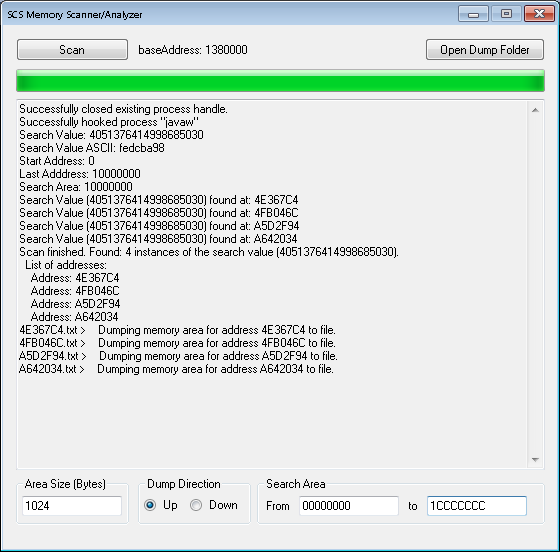 SCS Memory Scanner/Analyzer
Scan baseAddress: 1380000 Open Dump Folder
Successfully closed existing process handle.
Successfully hooked process "javaw"
Search Value: 4051376414998685030
Search Value ASCII: fedcba98
Start Address: 0
Last Adddress: 10000000
Search Area: 10000000
Search Value (4051376414998685030) found at: 4E367C4
Search Value (4051376414998685030) found at: 4FB046C
Search Value (4051376414998685030) found at: A5D2F94
Search Value (4051376414998685030) found at: A642034
Scan finished. Found: 4 instances of the search value (4051376414998685030).
List of addresses:
Address: 4E367C4
Address: 4FB046C
Address: A5D2F94
Address: A642034
4E367C4.txt > Dumping memory area for address 4E367C4 to file.
4FB046C.txt > Dumping memory area for address 4FB046C to file.
A5D2F94.txt > Dumping memory area for address A5D2F94 to file.
A642034.txt > Dumping memory area for address A642034 to file.
Area Size (Bytes) Dump Direction Search Area
1024 Up Down From 00000000 to 1CCCCCCC